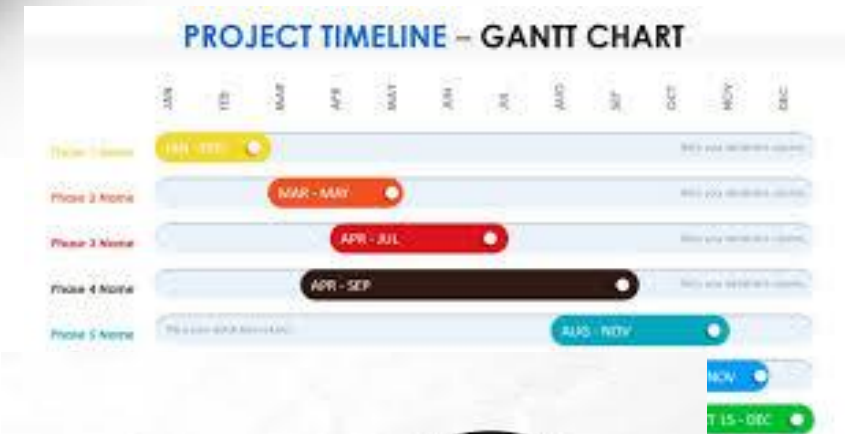 PROJECT TIMELINE – GANTT CHART
JAN FEB MAR APR MAY JUN JUL AUG SEP OCT NOV DEC
Phase 1 Name JAN - FEB
Phase 2 Name MAR - MAY
Phase 3 Name APR - JUL
Phase 4 Name APR - SEP
Phase 5 Name AUG - NOV
NOV
T 15 - DEC